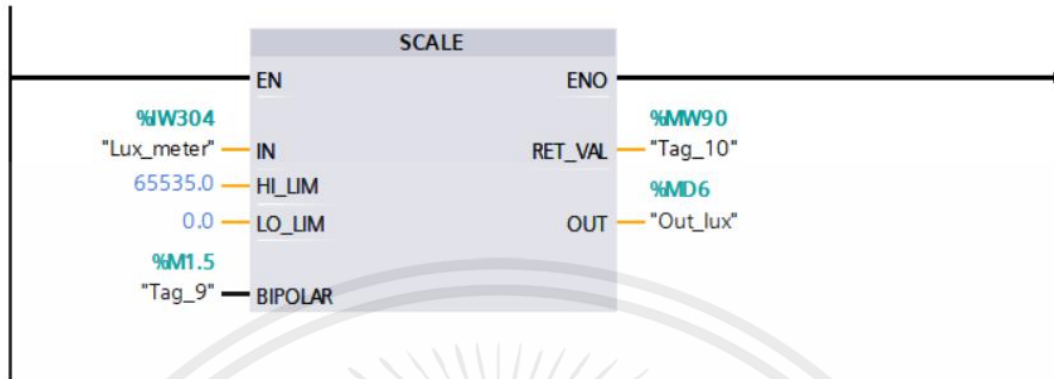 SCALE
EN ENO
%IW304 %MW90
"Lux_meter" IN RET_VAL "Tag_10"
65535.0 HI_LIM %MD6
0.0 LO_LIM OUT "Out_lux"
%M1.5
"Tag_9" BIPOLAR